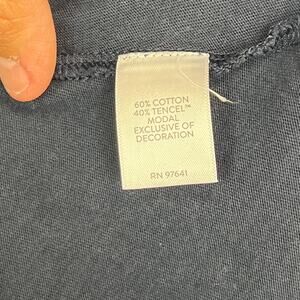 60% COTTON
40% TENCEL™
MODAL
EXCLUSIVE OF
DECORATION
RN 97641